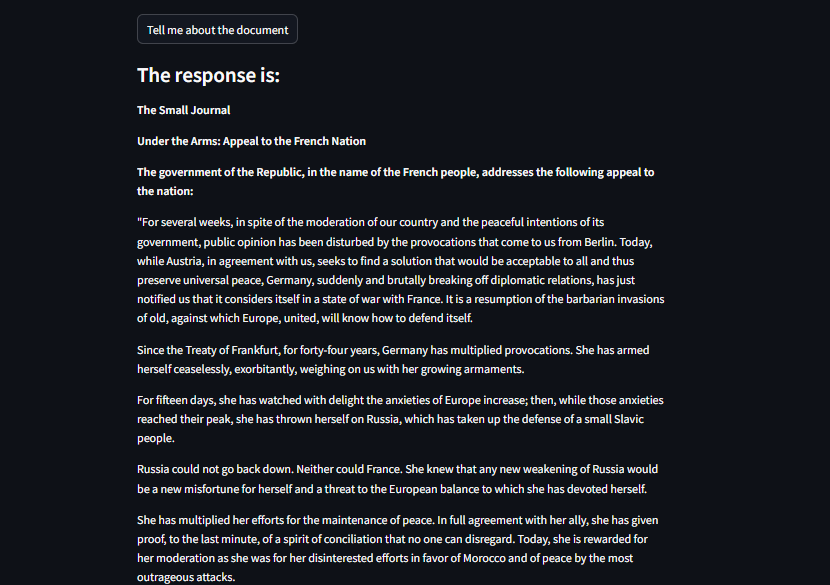 Tell me about the document
The response is:
The Small Journal
Under the Arms: Appeal to the French Nation
The government of the Republic, in the name of the French people, addresses the following appeal to
the nation:
"For several weeks, in spite of the moderation of our country and the peaceful intentions of its
government, public opinion has been disturbed by the provocations that come to us from Berlin. Today,
while Austria, in agreement with us, seeks to find a solution that would be acceptable to all and thus
preserve universal peace, Germany, suddenly and brutally breaking off diplomatic relations, has just
notified us that it considers itself in a state of war with France. It is a resumption of the barbarian invasions
of old, against which Europe, united, will know how to defend itself.
Since the Treaty of Frankfurt, for forty-four years, Germany has multiplied provocations. She has armed
herself ceaselessly, exorbitantly, weighing on us with her growing armaments.
For fifteen days, she has watched with delight the anxieties of Europe increase; then, while those anxieties
reached their peak, she has thrown herself on Russia, which has taken up the defense of a small Slavic
people.
Russia could not go back down. Neither could France. She knew that any new weakening of Russia would
be a new misfortune for herself and a threat to the European balance to which she has devoted herself.
She has multiplied her efforts for the maintenance of peace. In full agreement with her ally, she has given
proof, to the last minute, of a spirit of conciliation that no one can disregard. Today, she is rewarded for
her moderation as she was for her disinterested efforts in favor of Morocco and of peace by the most
outrageous attacks.